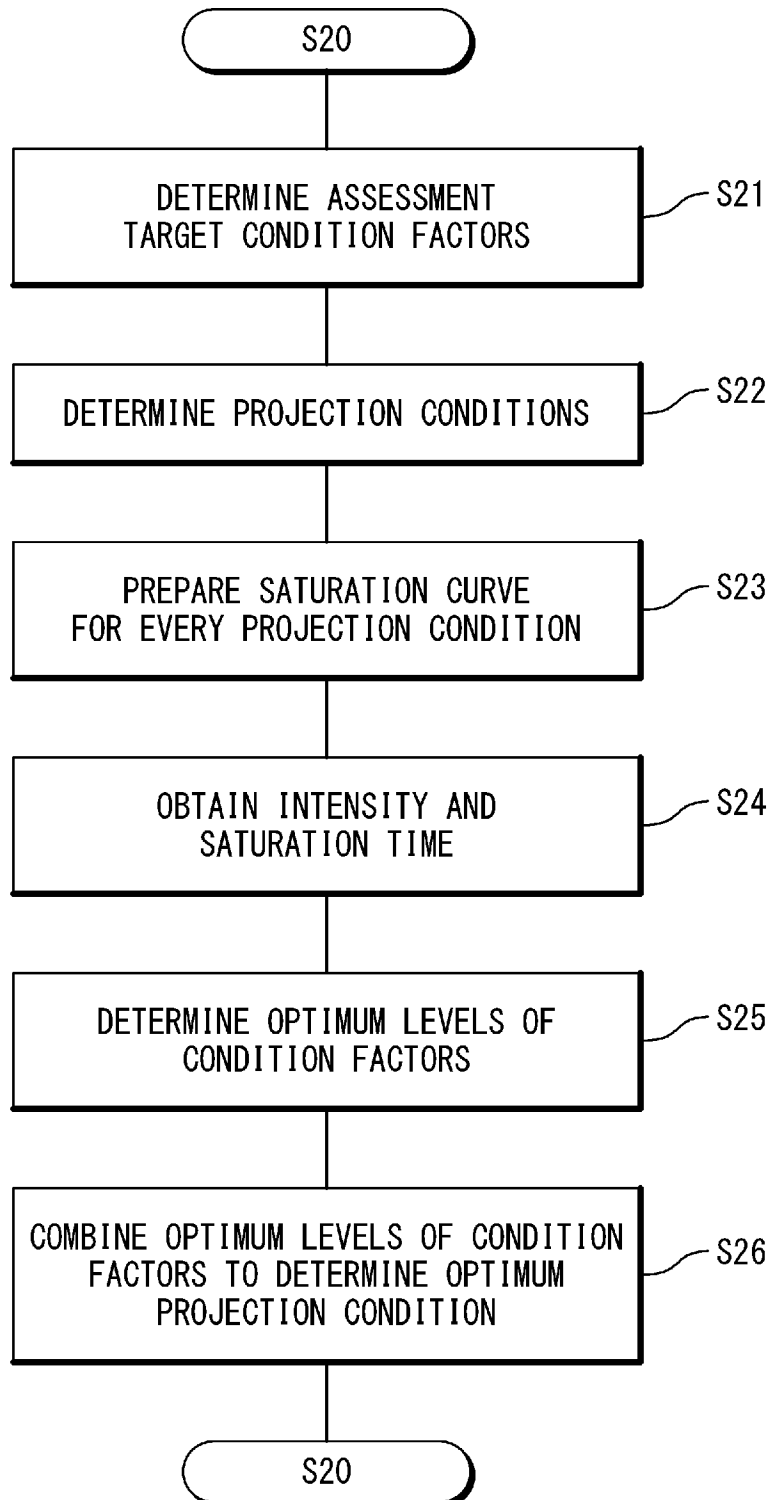 S20
DETERMINE ASSESSMENT
TARGET CONDITION FACTORS
S21
DETERMINE PROJECTION CONDITIONS
S22
PREPARE SATURATION CURVE
FOR EVERY PROJECTION CONDITION
S23
OBTAIN INTENSITY AND
SATURATION TIME
S24
DETERMINE OPTIMUM LEVELS OF
CONDITION FACTORS
S25
COMBINE OPTIMUM LEVELS OF CONDITION
FACTORS TO DETERMINE OPTIMUM
PROJECTION CONDITION
S26
S20